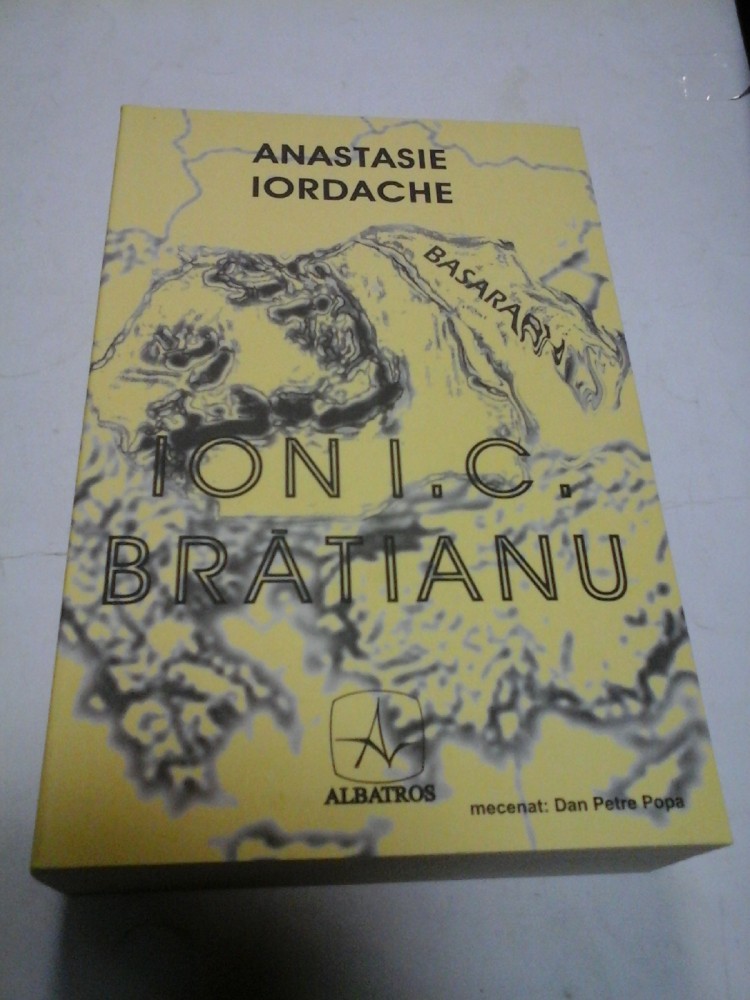 ANASTASIE
IORDACHE
BASARABIA
ION I.C.
BRĂTIANU
ALBATROS
mecenat: Dan Petre Popa